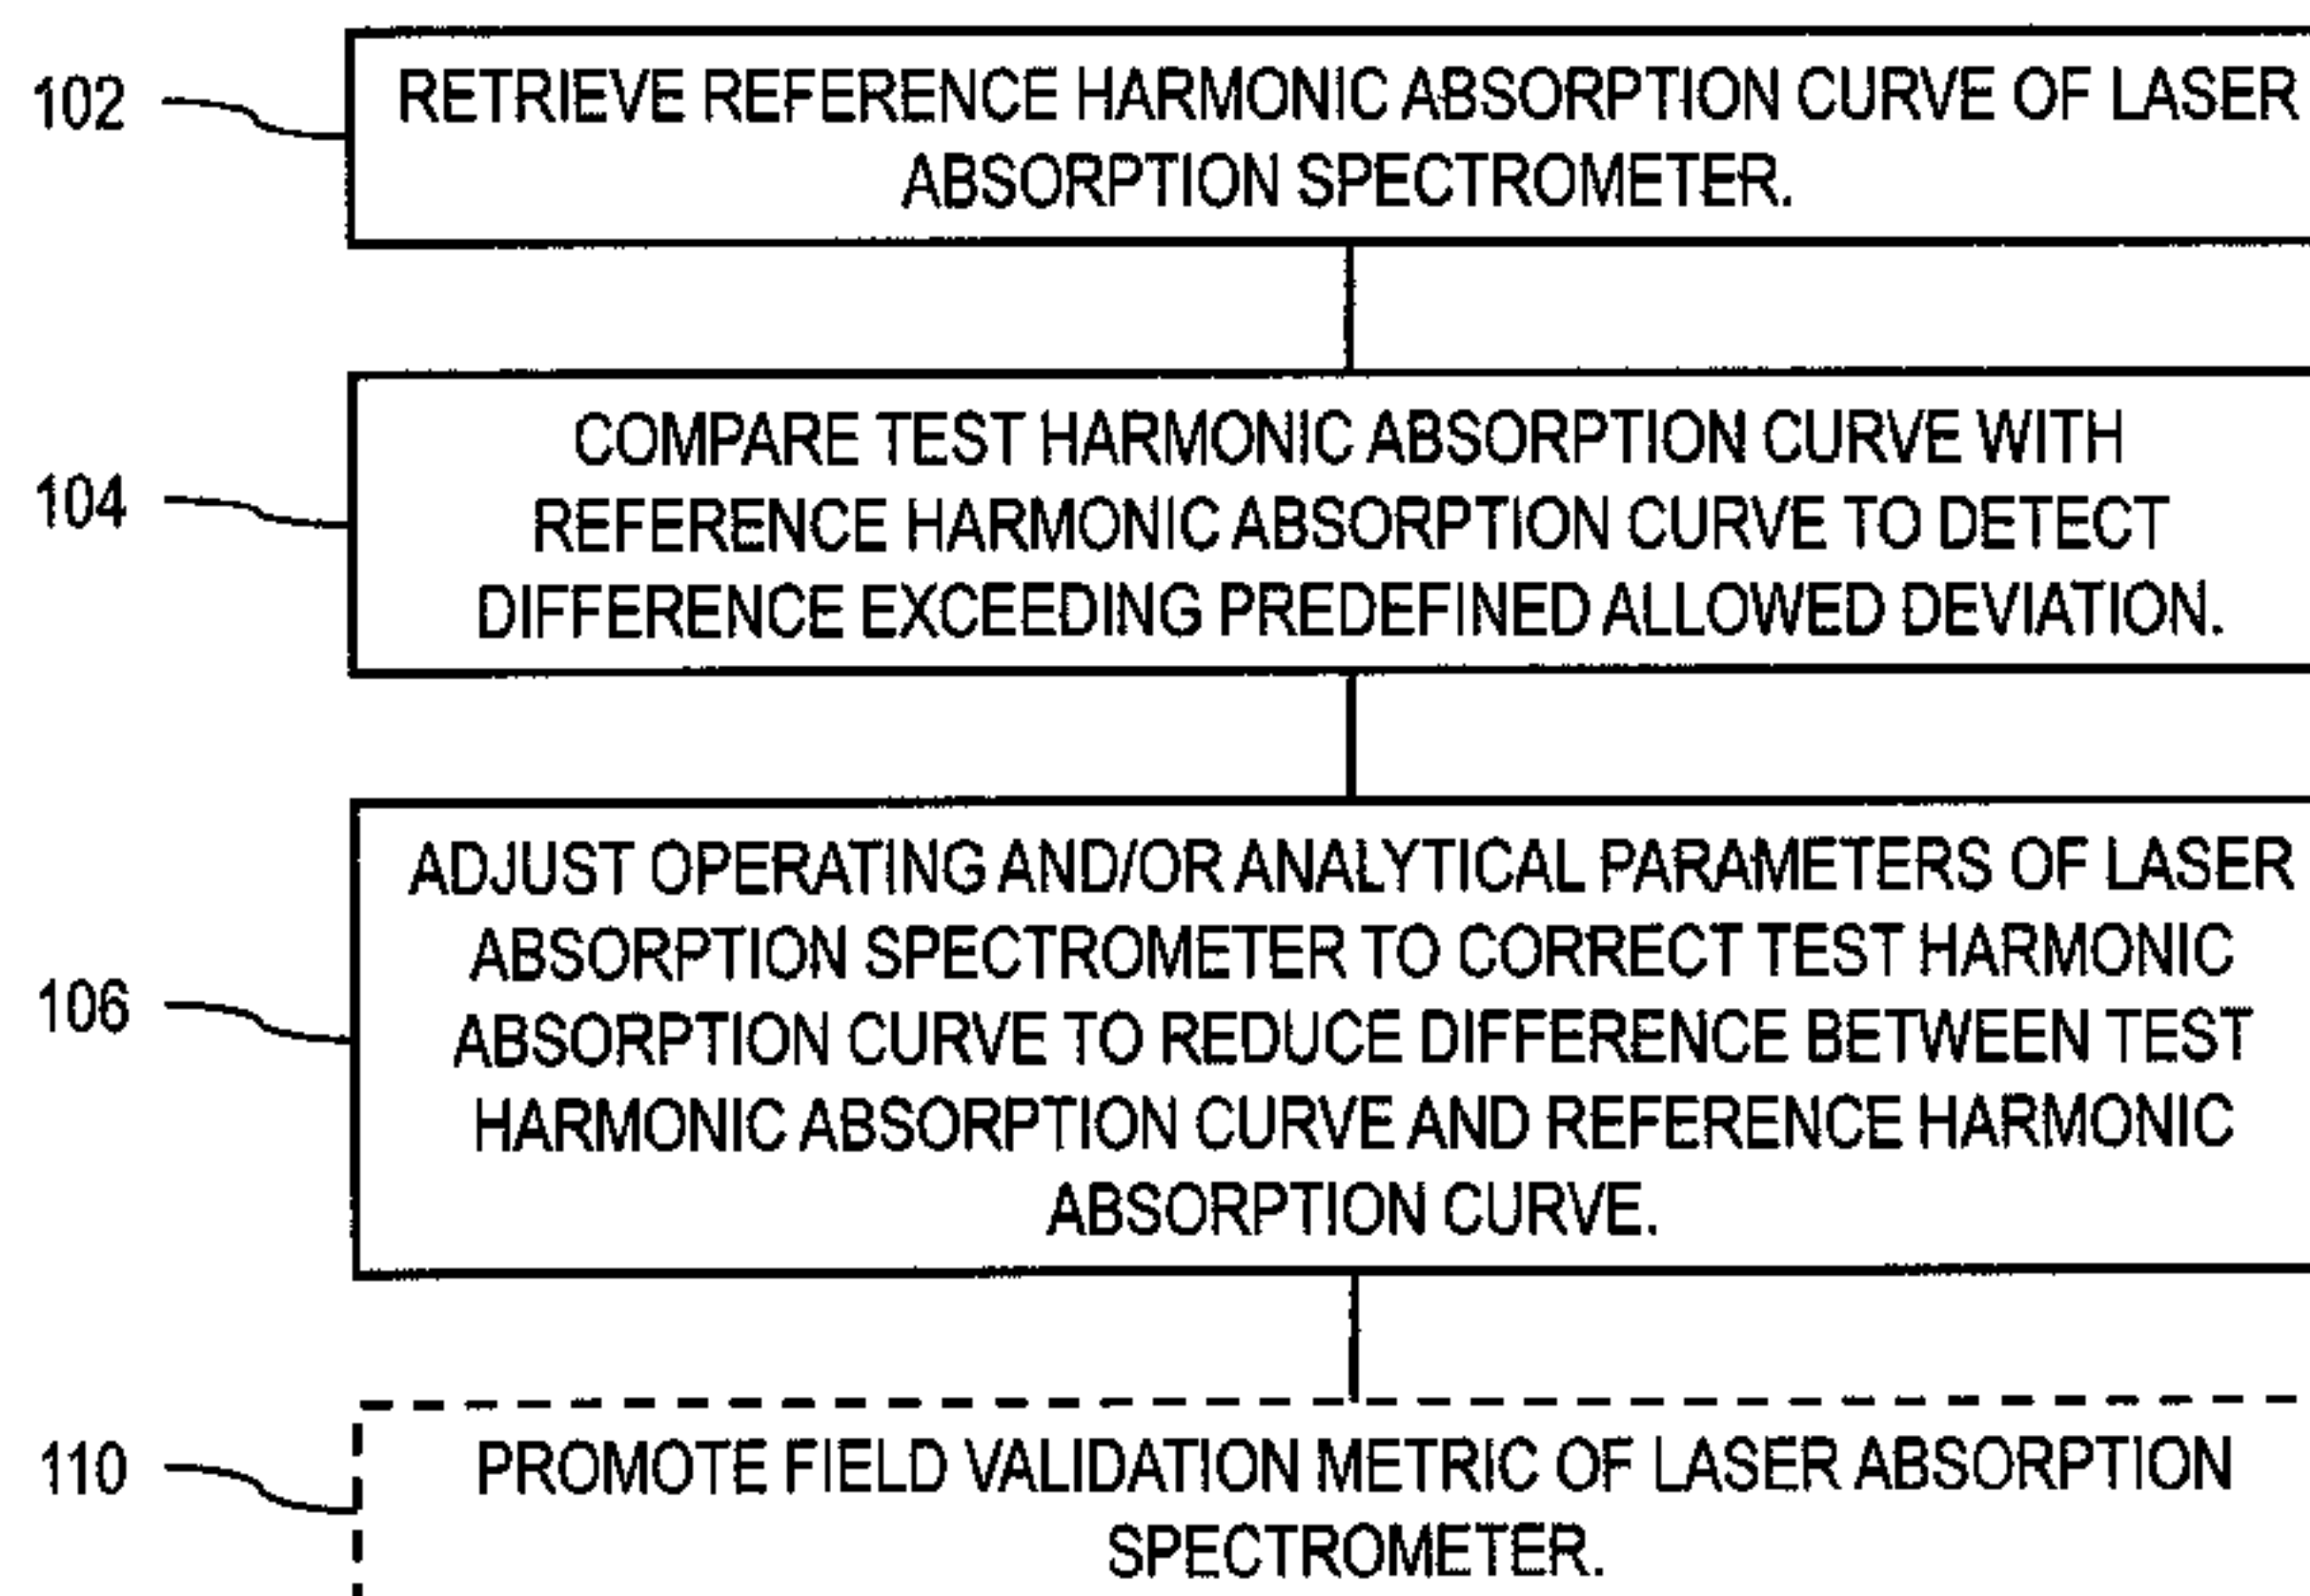 102
RETRIEVE REFERENCE HARMONIC ABSORPTION CURVE OF LASER
ABSORPTION SPECTROMETER.
104
COMPARE TEST HARMONIC ABSORPTION CURVE WITH
REFERENCE HARMONIC ABSORPTION CURVE TO DETECT
DIFFERENCE EXCEEDING PREDEFINED ALLOWED DEVIATION.
106
ADJUST OPERATING AND/OR ANALYTICAL PARAMETERS OF LASER
ABSORPTION SPECTROMETER TO CORRECT TEST HARMONIC
ABSORPTION CURVE TO REDUCE DIFFERENCE BETWEEN TEST
HARMONIC ABSORPTION CURVE AND REFERENCE HARMONIC
ABSORPTION CURVE.
110
PROMOTE FIELD VALIDATION METRIC OF LASER ABSORPTION
SPECTROMETER.